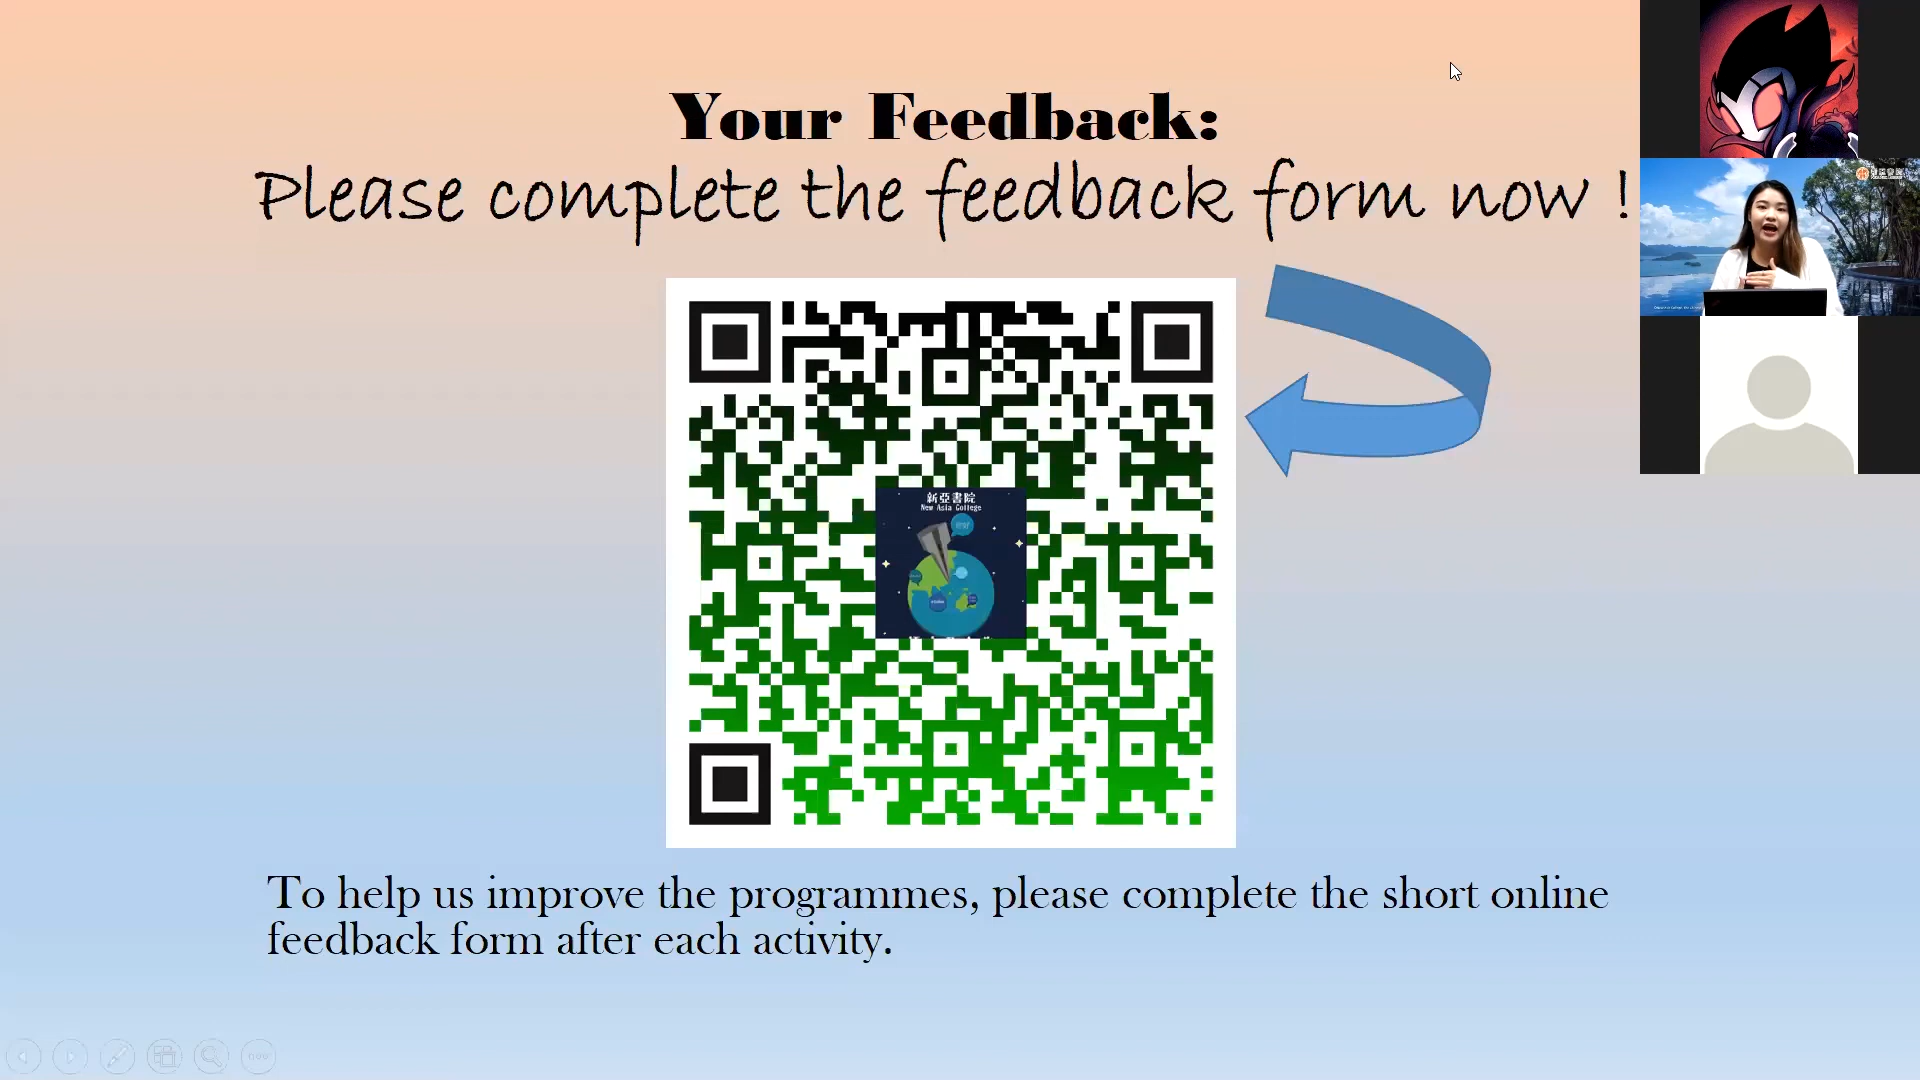 Your Feedback:
Please complete the feedback form now !
新亞書院
New Asia College
To help us improve the programmes, please complete the short online
feedback form after each activity.